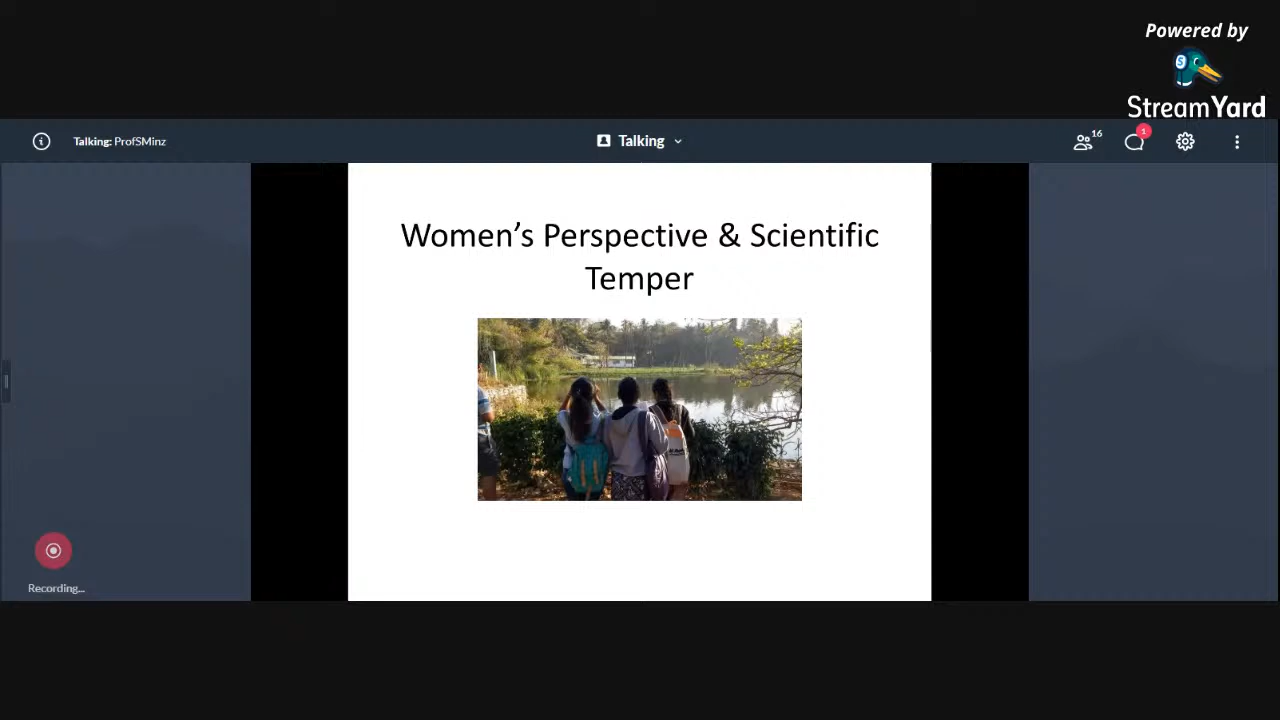 Powered by
StreamYard
Talking: ProfSMinz
Talking
16
1
Women's Perspective & Scientific
Temper
Recording...